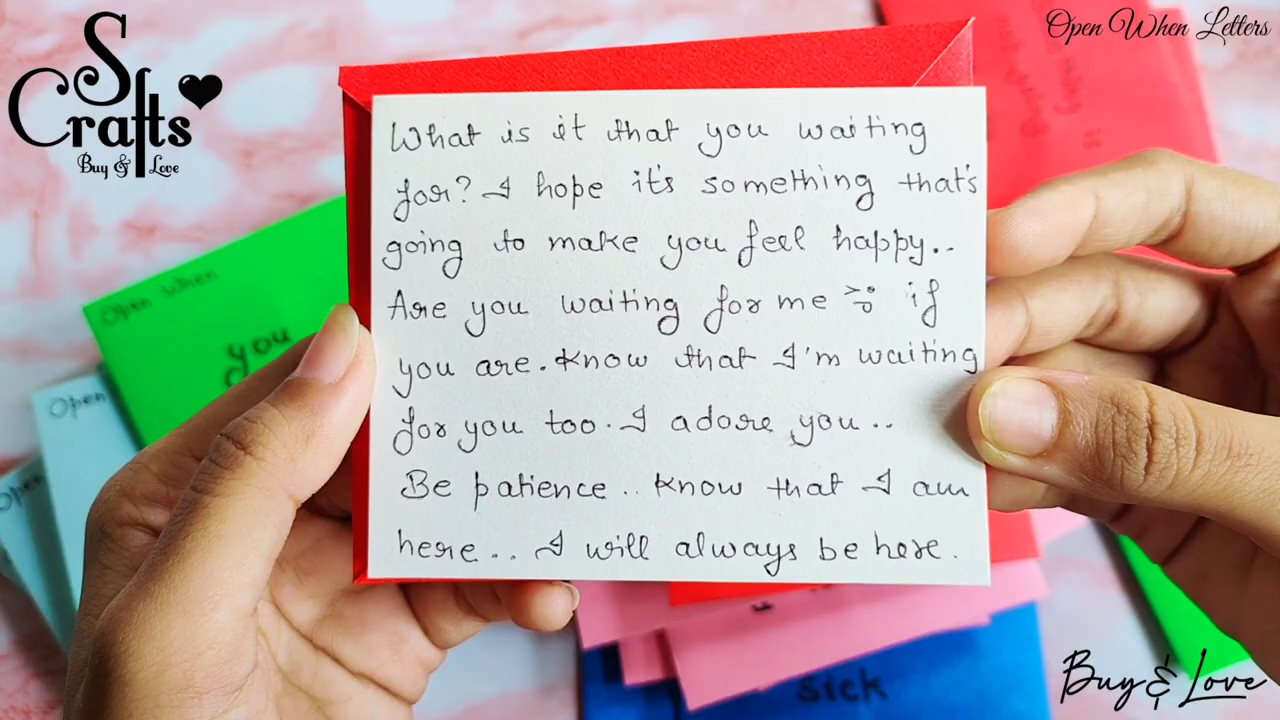 S
Crafts
Buy & Love
Open When Letters
What is it that you waiting
for? I hope it's something that's
going to make you feel happy..
Are you waiting for me if
you are. Know that I'm waiting
for you too. I adore you..
Be patience.. Know that I am
here.. I will always be here.
Open When
you
Open
Open
sick
Buy & Love